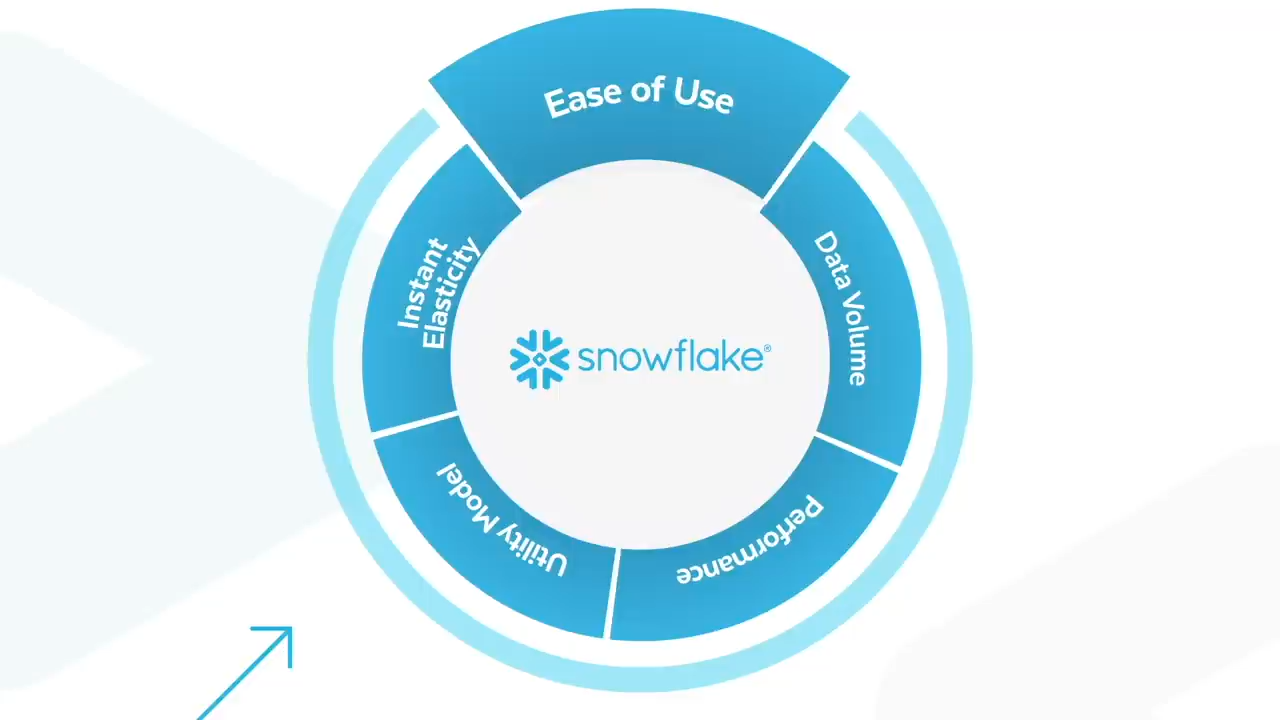 Ease of Use
Data Volume
Performance
Utility Model
Instant
Elasticity
snowflake®